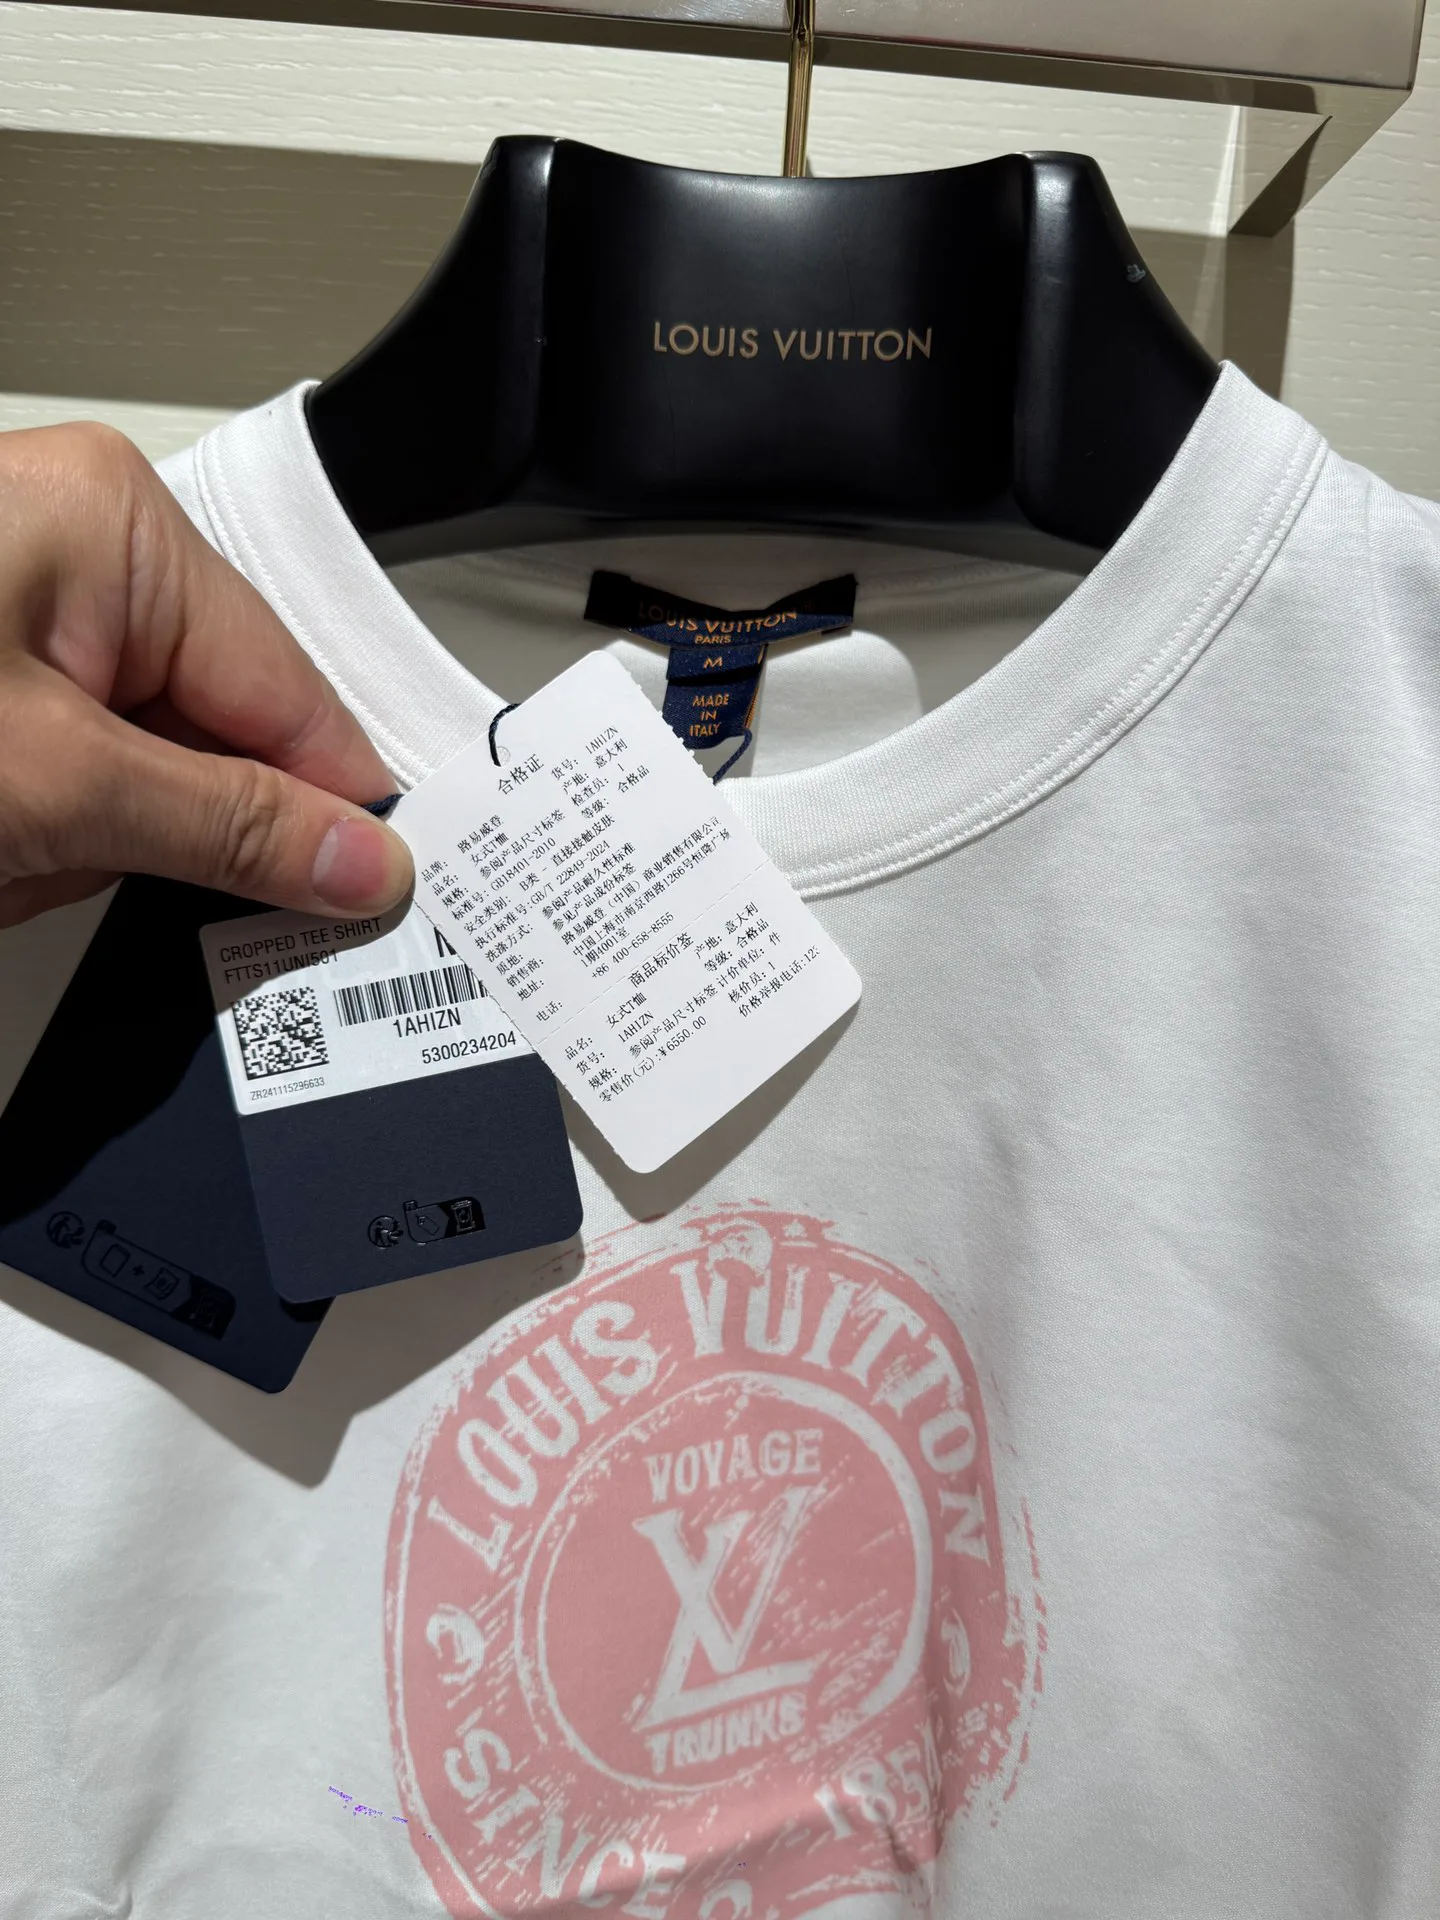 LOUIS VUITTON
LOUIS VUITTON
PARIS
M
MADE
IN
ITALY
合格证
货号: 1AHIZN
产地: 意大利
检查员: 1
等级: 合格品
品牌: 路易威登
品名: 女式T恤
规格: 参阅产品尺寸标签
标准号: GB18401-2010
安全类别: B类 - 直接接触皮肤
执行标准号: GB/T 22849-2024
洗涤方式: 参阅产品耐久性标准
质地: 参见产品成份标签
销售商: 路易威登（中国）商业销售有限公司
地址: 中国上海市南京西路1266号恒隆广场
1期4001室
电话: +86 400-658-8555
商品标价签
品名: 女式T恤
产地: 意大利
货号: 1AHIZN
等级: 合格品
规格: 参阅产品尺寸标签
计价单位: 件
零售价(元):¥6550.00
核价员: 1
价格举报电话:123
CROPPED TEE SHIRT
FTTS11UNI501
1AHIZN
5300234204
ZR241115296633
LOUIS VUITTON
VOYAGE
LV
TRUNKS
SINCE 1854